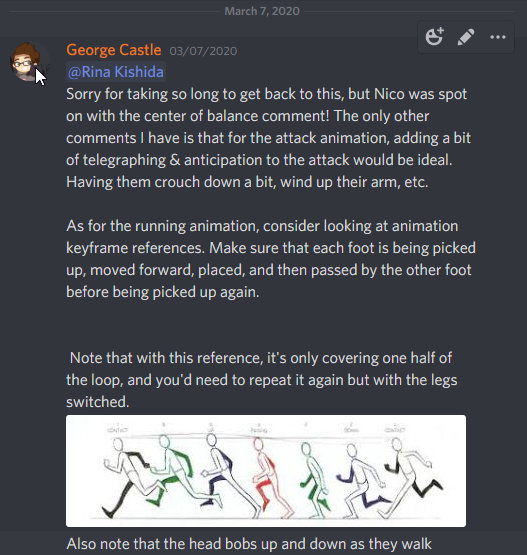 March 7, 2020
George Castle 03/07/2020
@Rina Kishida
Sorry for taking so long to get back to this, but Nico was spot
on with the center of balance comment! The only other
comments I have is that for the attack animation, adding a bit
of telegraphing & anticipation to the attack would be ideal.
Having them crouch down a bit, wind up their arm, etc.
As for the running animation, consider looking at animation
keyframe references. Make sure that each foot is being picked
up, moved forward, placed, and then passed by the other foot
before being picked up again.
Note that with this reference, it's only covering one half of
the loop, and you'd need to repeat it again but with the legs
switched.
CONTACT UP Passing DOWN CONTACT
Also note that the head bobs up and down as they walk